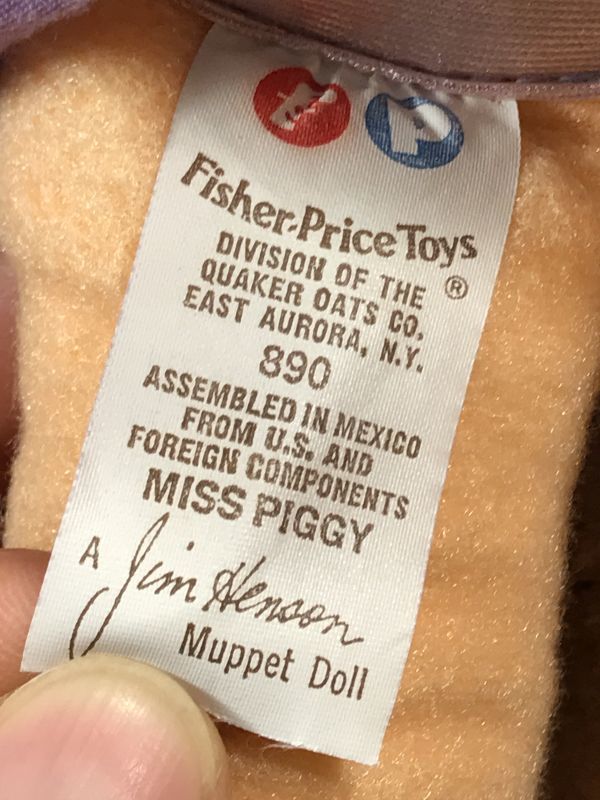 Fisher-Price Toys
DIVISION OF THE ®
QUAKER OATS CO.
EAST AURORA, N.Y.
890
ASSEMBLED IN MEXICO
FROM U.S. AND
FOREIGN COMPONENTS
MISS PIGGY
A Jim Henson
Muppet Doll